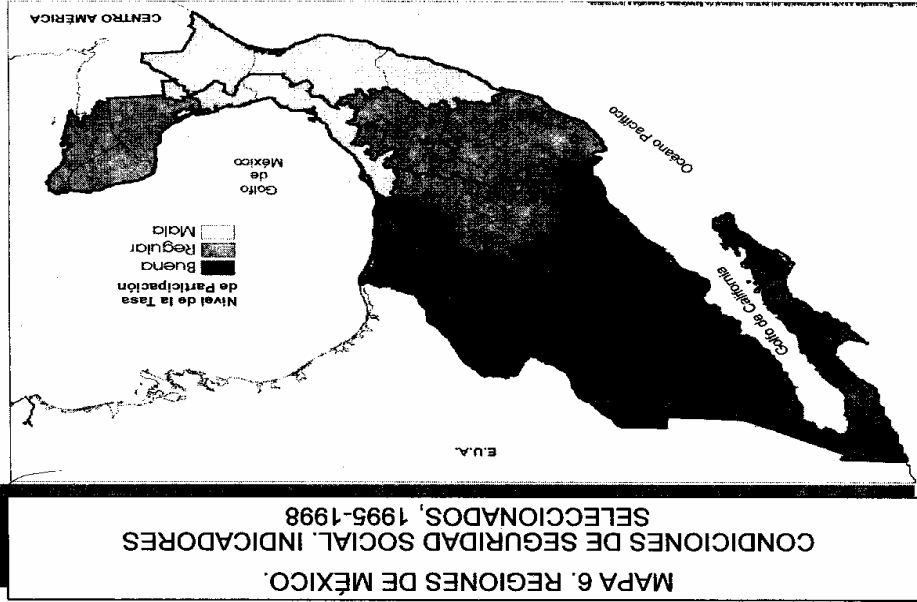 MAPA 6. REGIONES DE MÉXICO.
CONDICIONES DE SEGURIDAD SOCIAL. INDICADORES
SELECCIONADOS, 1995-1998
E.U.A.
Golfo de California
Nivel de la Tasa
de Participación
Buena
Regular
Mala
Golfo
de
México
Océano Pacífico
CENTRO AMÉRICA